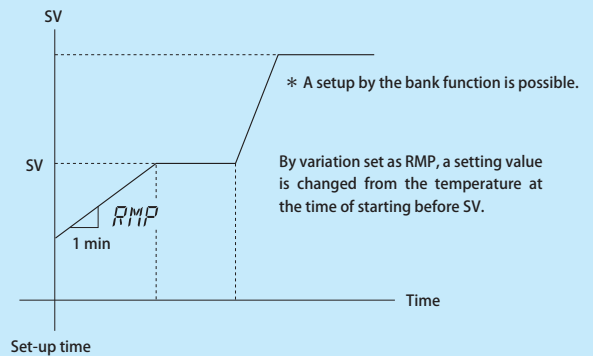 SV
* A setup by the bank function is possible.
SV
By variation set as RMP, a setting value
is changed from the temperature at
the time of starting before SV.
RMP
1 min
Time
Set-up time